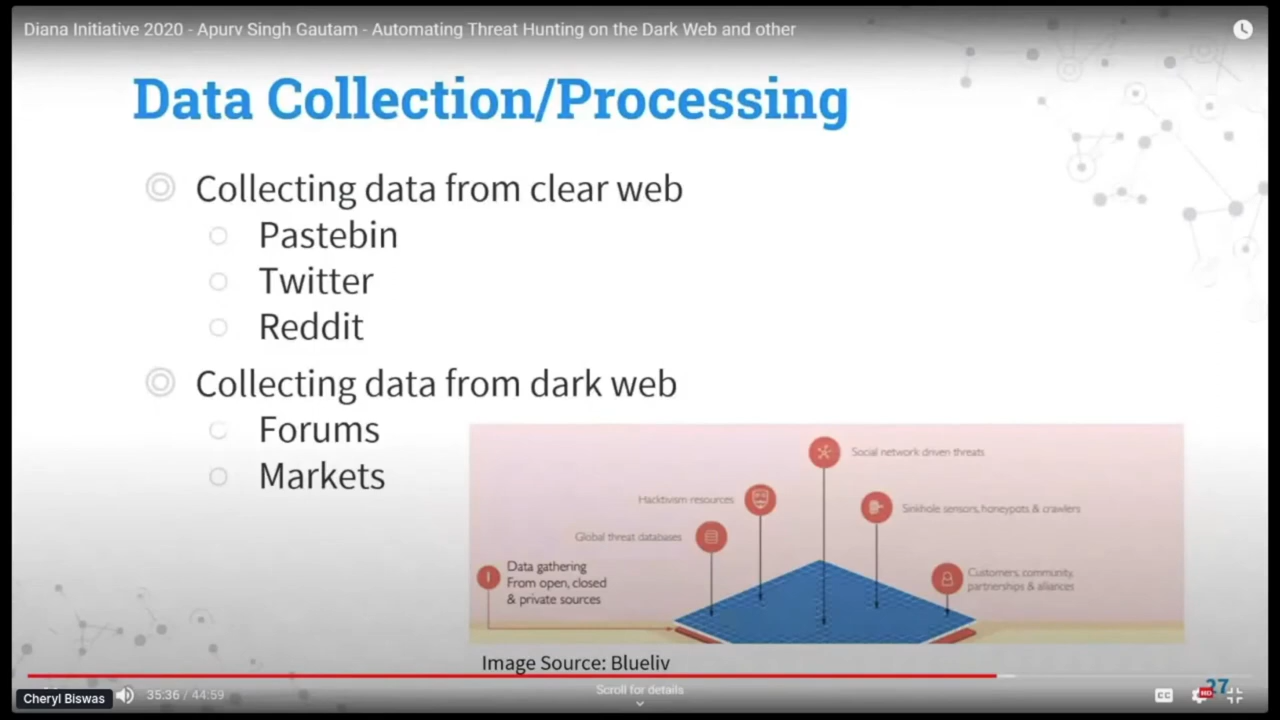 Diana Initiative 2020 - Apurv Singh Gautam - Automating Threat Hunting on the Dark Web and other
Data Collection/Processing
Collecting data from clear web
Pastebin
Twitter
Reddit
Collecting data from dark web
Forums
Markets
Social network driven threats
Hacktivism resources
Sinkhole sensors, honeypots & crawlers
Global threat databases
Data gathering
From open, closed
& private sources
Customers, community,
partnerships & alliances
Image Source: Blueliv
Cheryl Biswas
35:36 / 44:59
Scroll for details
CC
HD
27